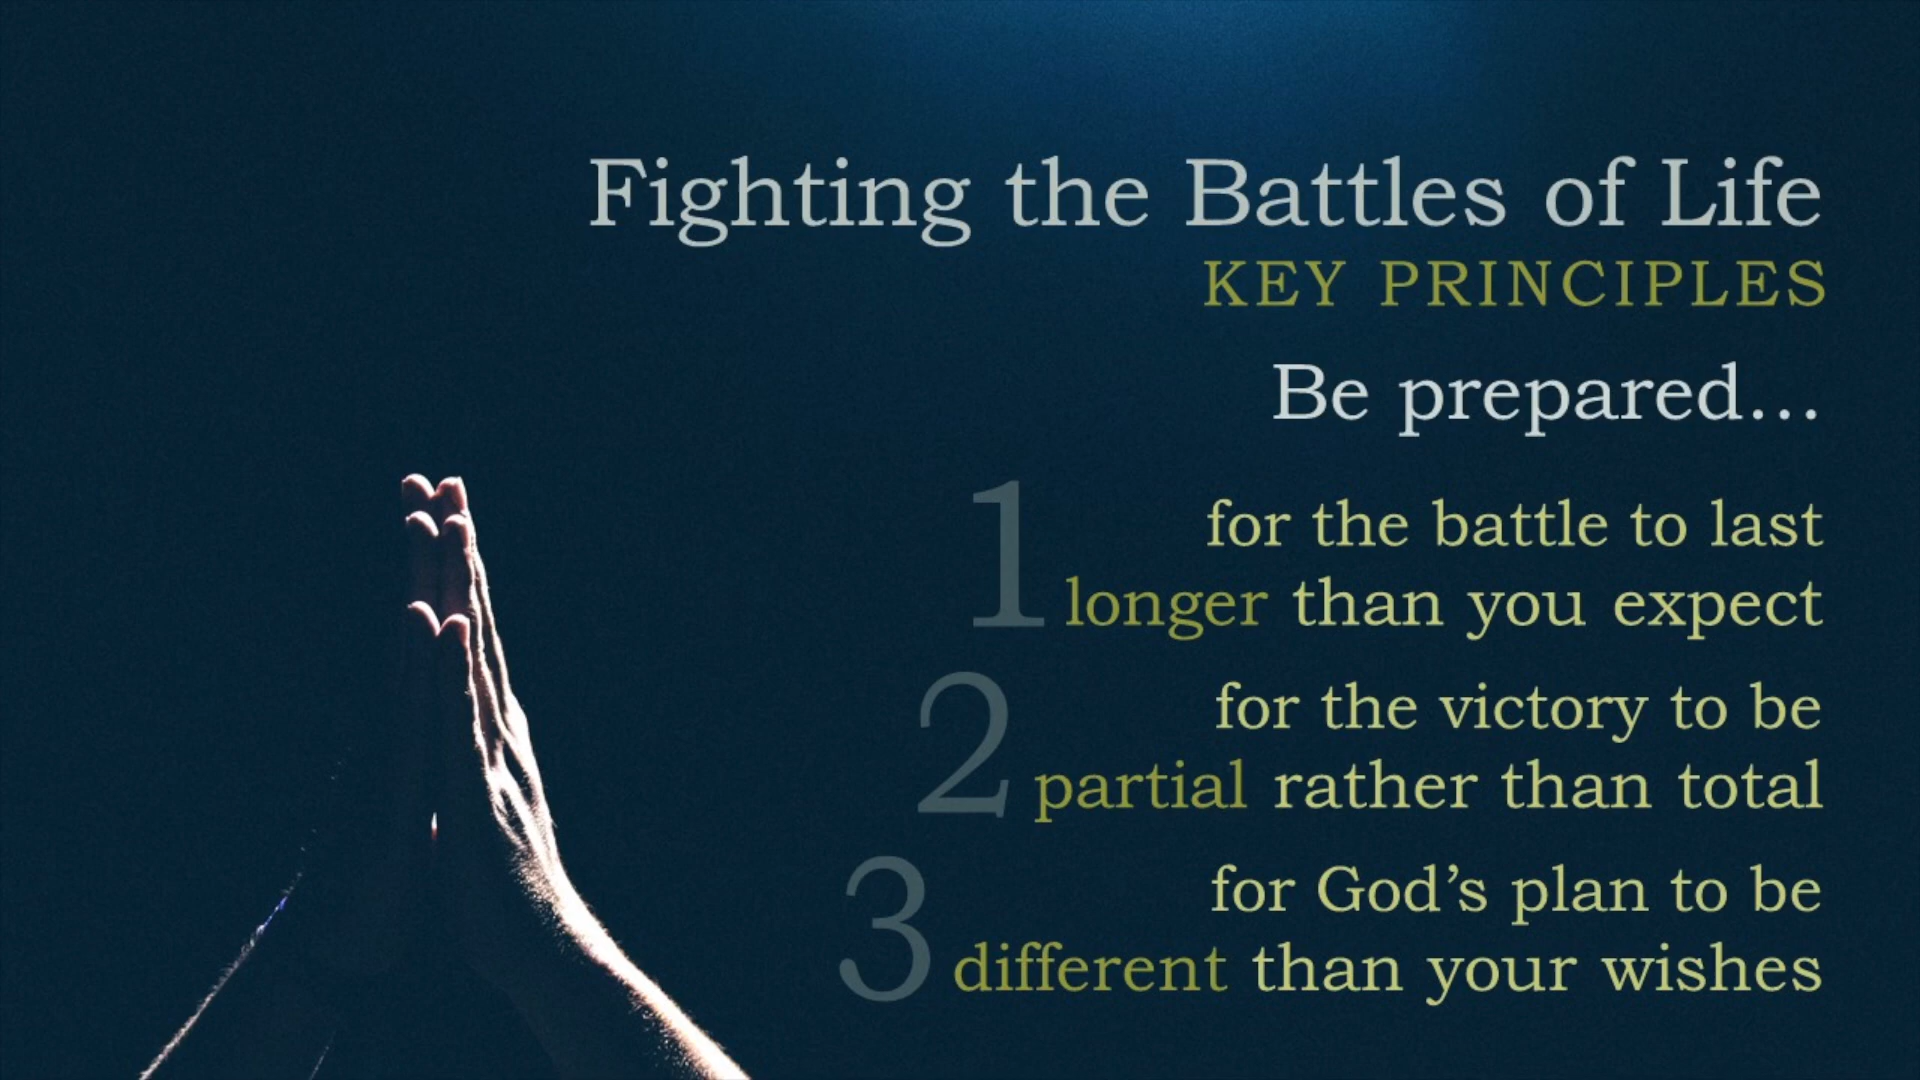 Fighting the Battles of Life
KEY PRINCIPLES
Be prepared...
1 for the battle to last
longer than you expect
2 for the victory to be
partial rather than total
3 for God’s plan to be
different than your wishes